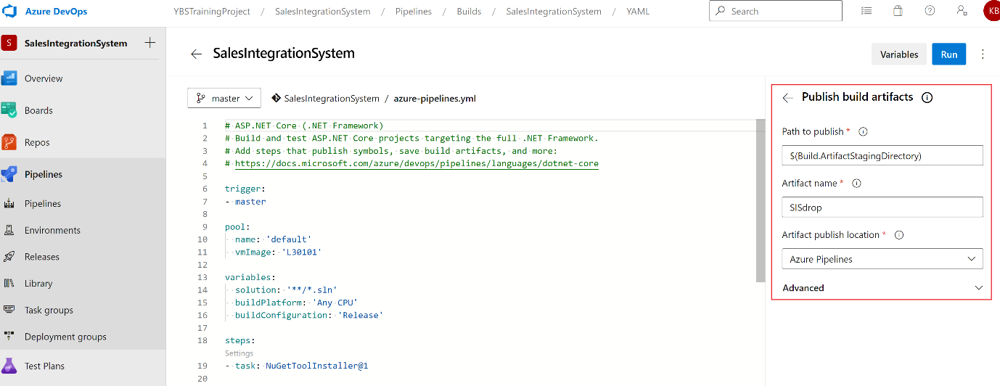 Azure DevOps
YBSTrainingProject / SalesIntegrationSystem / Pipelines / Builds / SalesIntegrationSystem / YAML
Search
KB
S SalesIntegrationSystem
Overview
Boards
Repos
Pipelines
Pipelines
Environments
Releases
Library
Task groups
Deployment groups
Test Plans
SalesIntegrationSystem
Variables
Run
master
SalesIntegrationSystem / azure-pipelines.yml
1 # ASP.NET Core (.NET Framework)
2 # Build and test ASP.NET Core projects targeting the full .NET Framework.
3 # Add steps that publish symbols, save build artifacts, and more:
4 # https://docs.microsoft.com/azure/devops/pipelines/languages/dotnet-core
5
6 trigger:
7 - master
8
9 pool:
10 name: 'default'
11 vmImage: 'L30101'
12
13 variables:
14 solution: '**/*.sln'
15 buildPlatform: 'Any CPU'
16 buildConfiguration: 'Release'
17
18 steps:
Settings
19 - task: NuGetToolInstaller@1
20
Publish build artifacts
Path to publish *
$(Build.ArtifactStagingDirectory)
Artifact name *
SISdrop
Artifact publish location *
Azure Pipelines
Advanced